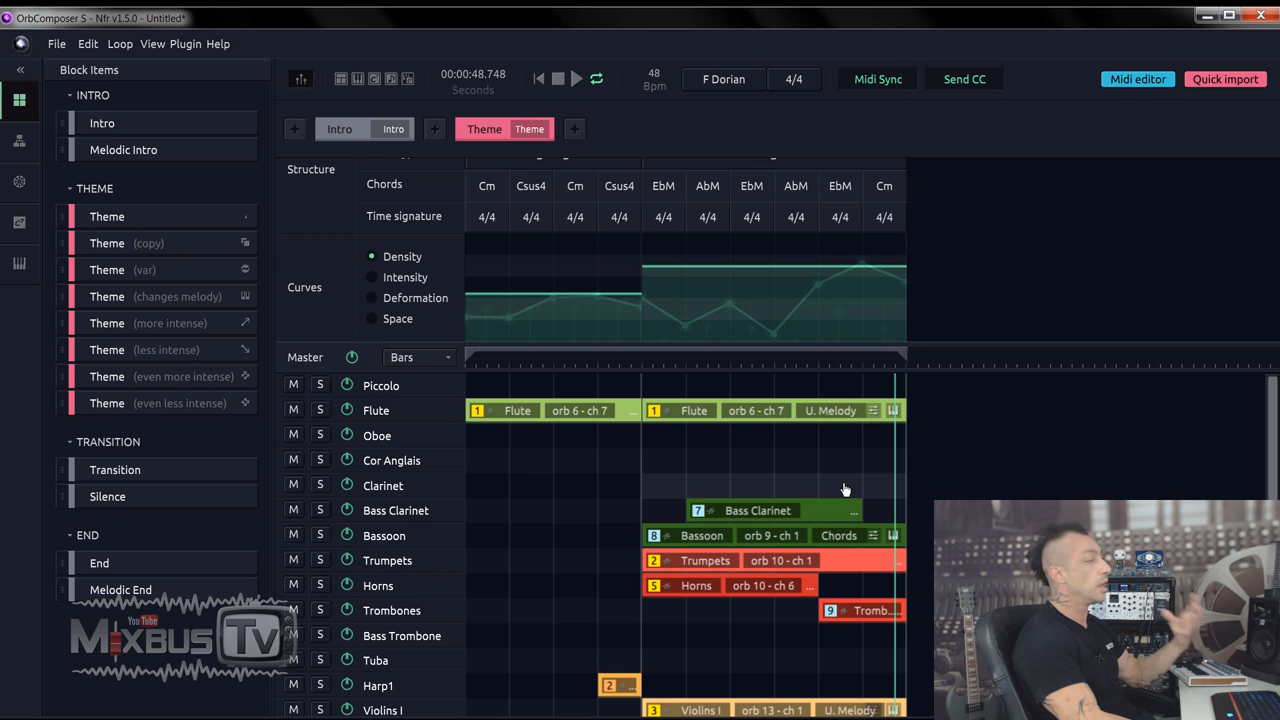 OrbComposer S - Nfr v1.5.0 - Untitled*
File Edit Loop View Plugin Help
Block Items
INTRO
Intro
Melodic Intro
THEME
Theme
Theme (copy)
Theme (var)
Theme (changes melody)
Theme (more intense)
Theme (less intense)
Theme (even more intense)
Theme (even less intense)
TRANSITION
Transition
Silence
END
End
Melodic End
00:00:48.748
Seconds
48
Bpm
F Dorian
4/4
Midi Sync
Send CC
Midi editor
Quick import
+ Intro Intro + Theme Theme +
Structure
Chords Cm Csus4 Cm Csus4 EbM AbM EbM AbM EbM Cm
Time signature 4/4 4/4 4/4 4/4 4/4 4/4 4/4 4/4 4/4 4/4
Curves
Density
Intensity
Deformation
Space
Master Bars
M S Piccolo
M S Flute 1 Flute orb 6 - ch 7 ... 1 Flute orb 6 - ch 7 U. Melody
M S Oboe
M S Cor Anglais
M S Clarinet
M S Bass Clarinet 7 Bass Clarinet ...
M S Bassoon 8 Bassoon orb 9 - ch 1 Chords
M S Trumpets 2 Trumpets orb 10 - ch 1 ...
M S Horns 5 Horns orb 10 - ch 6 ...
M S Trombones 9 Tromb....
M S Bass Trombone
M S Tuba
M S Harp1 2 ...
M S Violins I 3 Violins I orb 13 - ch 1 U. Melody
You Tube
MIXBUS TV